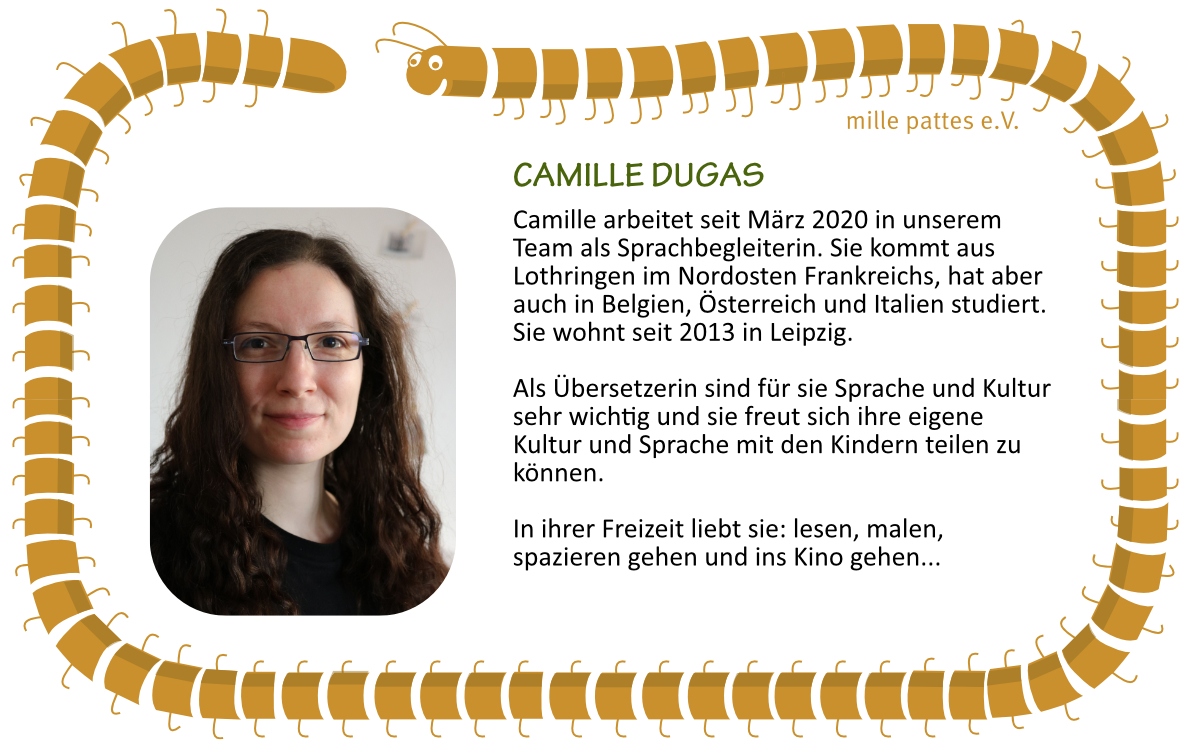 mille pattes e.V.
CAMILLE DUGAS
Camille arbeitet seit März 2020 in unserem
Team als Sprachbegleiterin. Sie kommt aus
Lothringen im Nordosten Frankreichs, hat aber
auch in Belgien, Österreich und Italien studiert.
Sie wohnt seit 2013 in Leipzig.
Als Übersetzerin sind für sie Sprache und Kultur
sehr wichtig und sie freut sich ihre eigene
Kultur und Sprache mit den Kindern teilen zu
können.
In ihrer Freizeit liebt sie: lesen, malen,
spazieren gehen und ins Kino gehen...